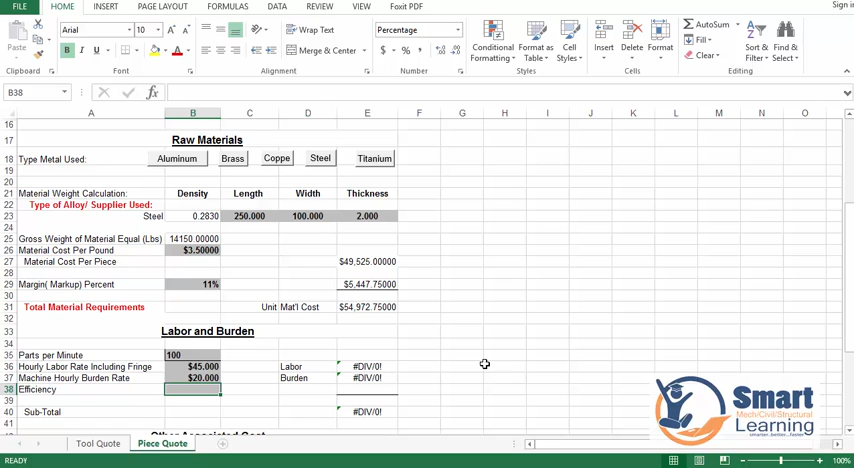 FILE HOME INSERT PAGE LAYOUT FORMULAS DATA REVIEW VIEW Foxit PDF Sign in
Paste Arial 10 Wrap Text Percentage Conditional Formatting Format as Table Cell Styles Insert Delete Format AutoSum Fill Clear Sort & Filter Find & Select
B I U Merge & Center $ %
Clipboard Font Alignment Number Styles Cells Editing
B38 fx
A B C D E F G H I J K L M N O
16
17 Raw Materials
18 Type Metal Used: Aluminum Brass Coppe Steel Titanium
19
20
21 Material Weight Calculation: Density Length Width Thickness
22 Type of Alloy/ Supplier Used:
23 Steel 0.2830 250.000 100.000 2.000
24
25 Gross Weight of Material Equal (Lbs) 14150.00000
26 Material Cost Per Pound $3.50000
27 Material Cost Per Piece $49,525.00000
28
29 Margin( Markup) Percent 11% $5,447.75000
30
31 Total Material Requirements Unit Mat'l Cost $54,972.75000
32
33 Labor and Burden
34
35 Parts per Minute 100
36 Hourly Labor Rate Including Fringe $45.000 Labor #DIV/0!
37 Machine Hourly Burden Rate $20.000 Burden #DIV/0!
38 Efficiency
39
40 Sub-Total #DIV/0!
41
Other Associated Cost
Smart
Mech/Civil/Structural
Learning
smarter, better, Faster
Tool Quote Piece Quote
READY 100%